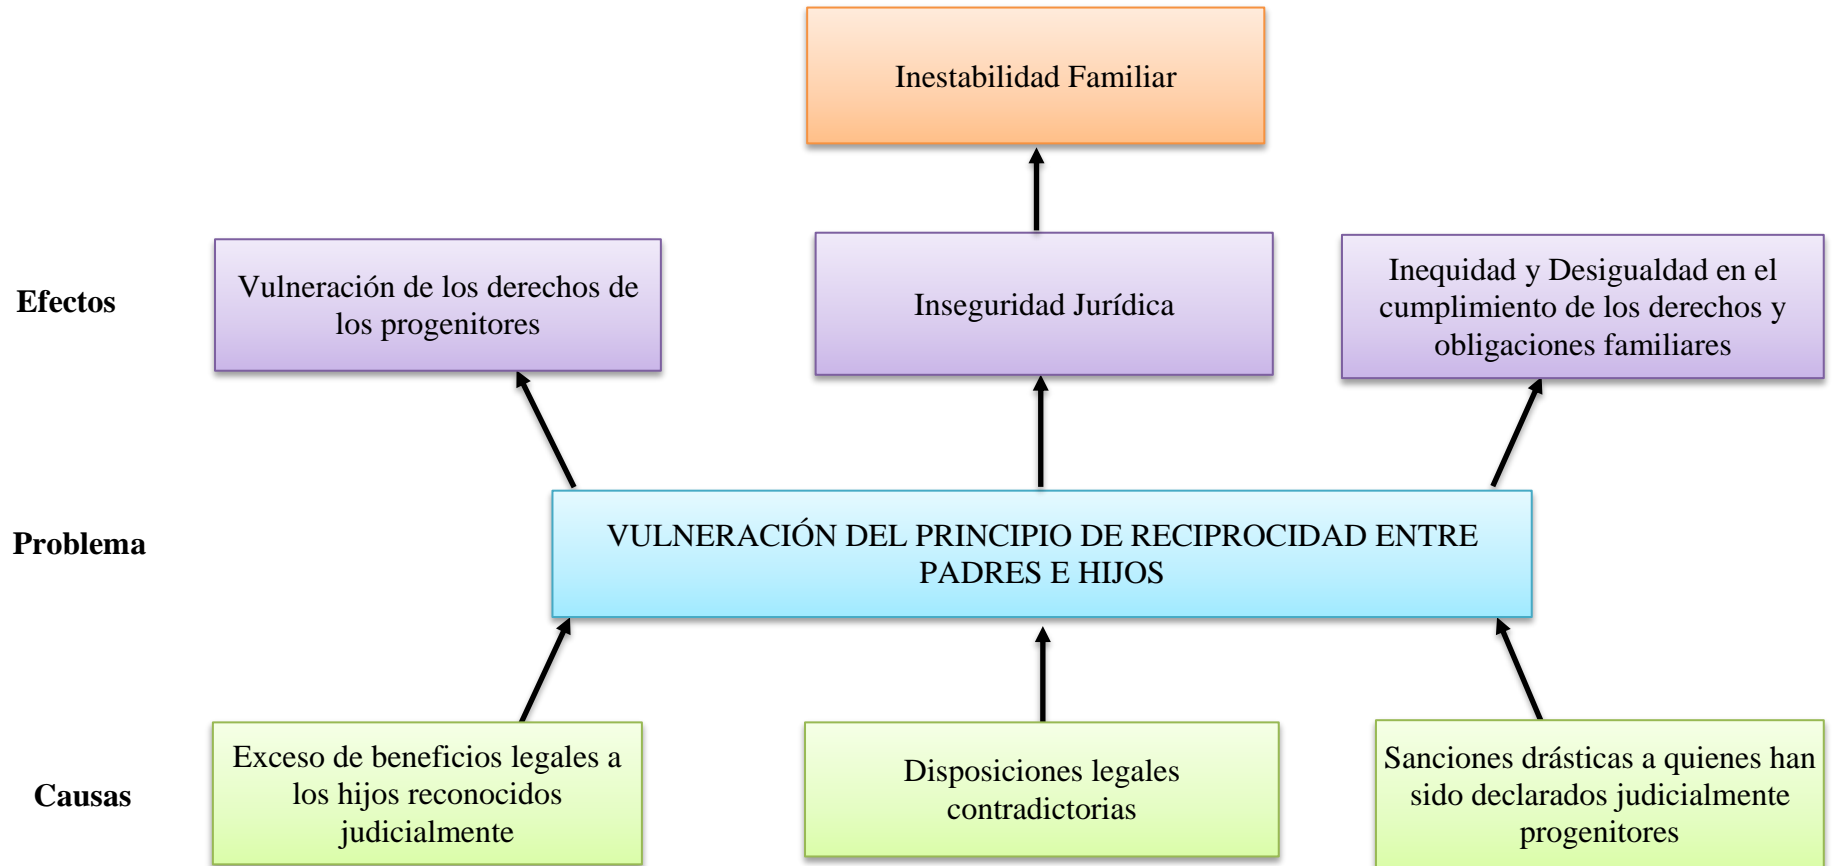 Inestabilidad Familiar
Efectos
Vulneración de los derechos de
los progenitores
Inseguridad Jurídica
Inequidad y Desigualdad en el
cumplimiento de los derechos y
obligaciones familiares
Problema
VULNERACIÓN DEL PRINCIPIO DE RECIPROCIDAD ENTRE
PADRES E HIJOS
Causas
Exceso de beneficios legales a
los hijos reconocidos
judicialmente
Disposiciones legales
contradictorias
Sanciones drásticas a quienes han
sido declarados judicialmente
progenitores